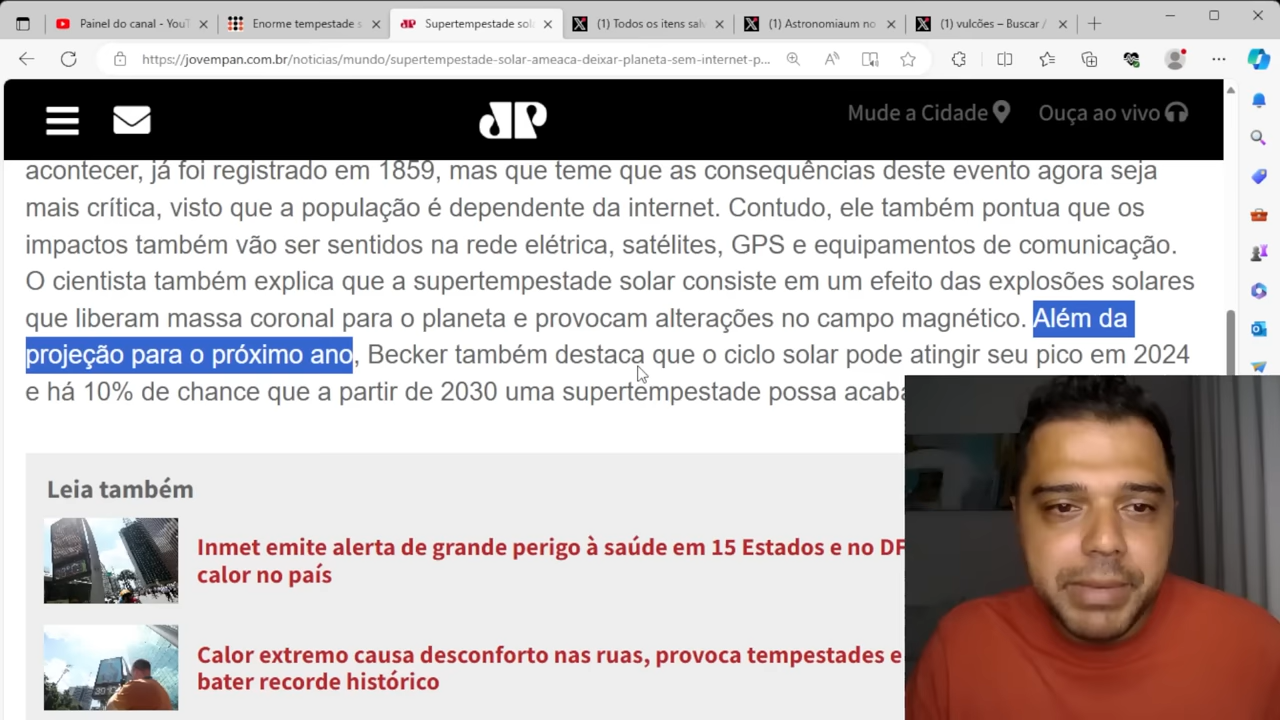 Painel do canal - YouT
Enorme tempestade s
Supertempestade sol
(1) Todos os itens sal
(1) Astronomiaum no
(1) vulcões – Buscar /
https://jovempan.com.br/noticias/mundo/supertempestade-solar-ameaca-deixar-planeta-sem-internet-p...
JP
Mude a Cidade
Ouça ao vivo
acontecer, já foi registrado em 1859, mas que teme que as consequências deste evento agora seja
mais crítica, visto que a população é dependente da internet. Contudo, ele também pontua que os
impactos também vão ser sentidos na rede elétrica, satélites, GPS e equipamentos de comunicação.
O cientista também explica que a supertempestade solar consiste em um efeito das explosões solares
que liberam massa coronal para o planeta e provocam alterações no campo magnético. Além da
projeção para o próximo ano, Becker também destaca que o ciclo solar pode atingir seu pico em 2024
e há 10% de chance que a partir de 2030 uma supertempestade possa acaba
Leia também
Inmet emite alerta de grande perigo à saúde em 15 Estados e no DF
calor no país
Calor extremo causa desconforto nas ruas, provoca tempestades e
bater recorde histórico